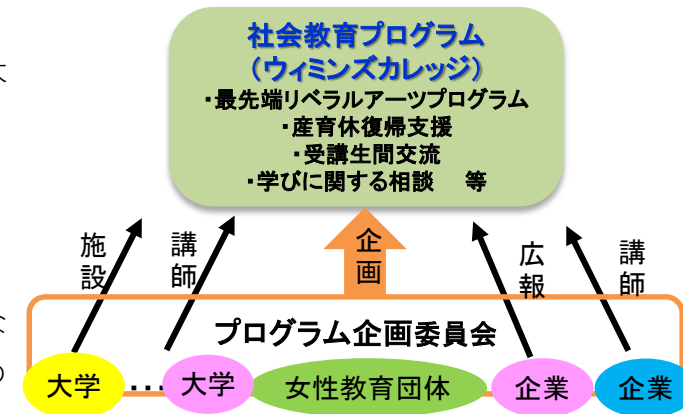 社会教育プログラム
（ウィミンズカレッジ）
・最先端リベラルアーツプログラム
・産育休復帰支援
・受講生間交流
・学びに関する相談　等
施設
講師
企画
広報
講師
プログラム企画委員会
大学
…
大学
女性教育団体
企業
企業